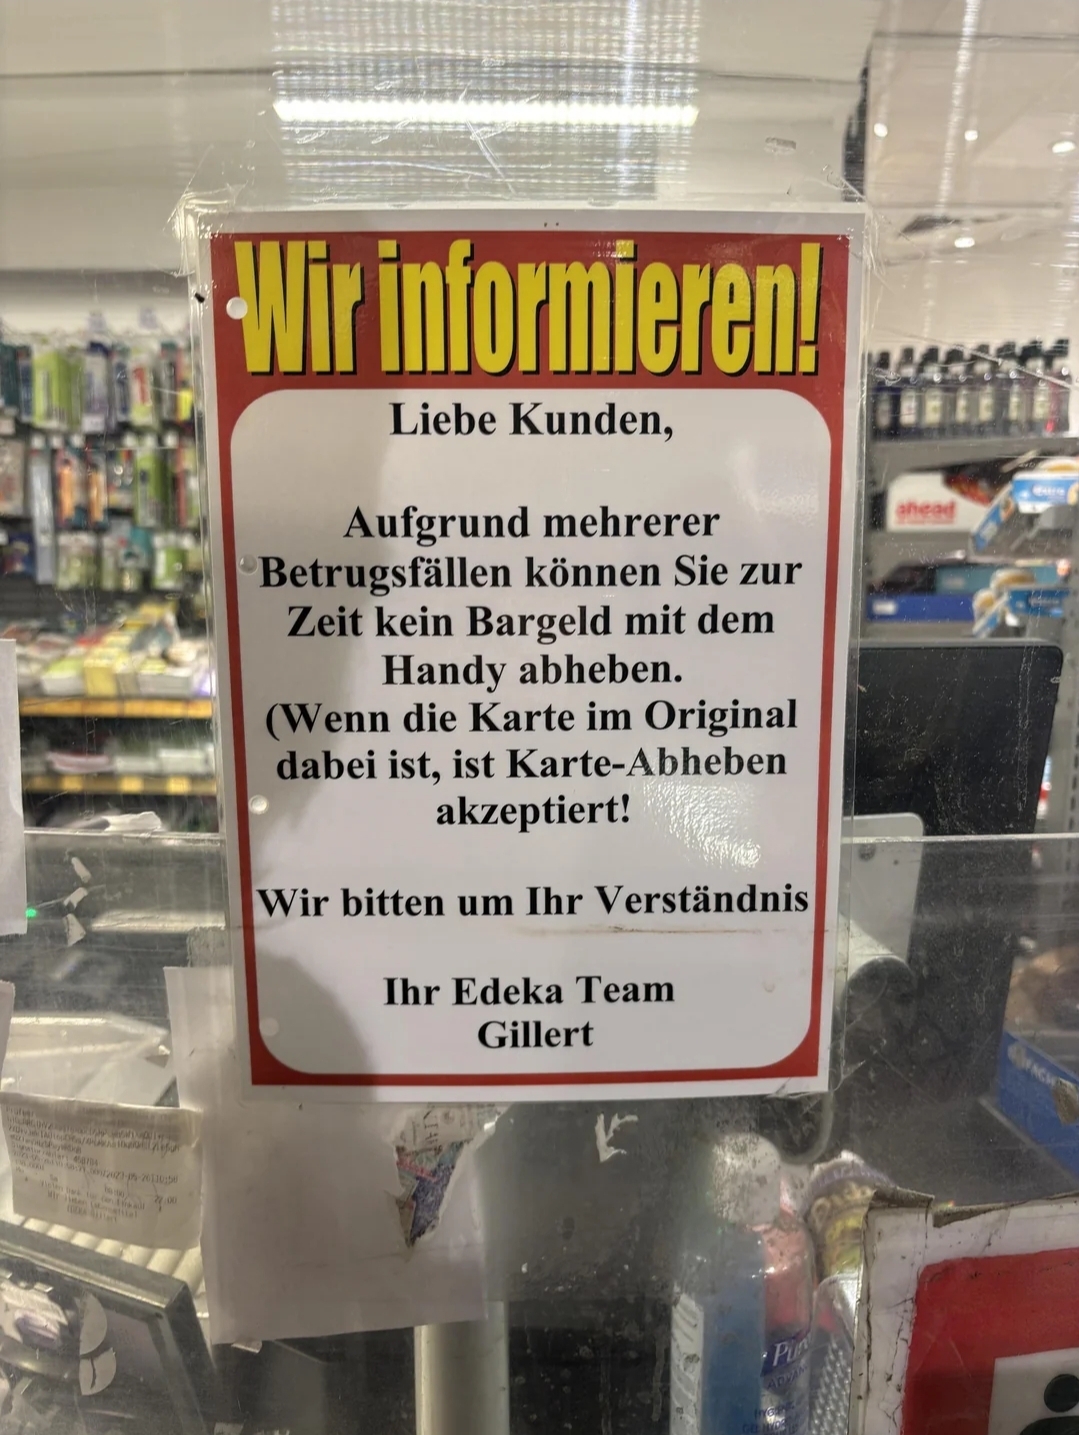 Wir informieren!
Liebe Kunden,
Aufgrund mehrerer
Betrugsfällen können Sie zur
Zeit kein Bargeld mit dem
Handy abheben.
(Wenn die Karte im Original
dabei ist, ist Karte-Abheben
akzeptiert!
Wir bitten um Ihr Verständnis
Ihr Edeka Team
Gillert
ahead